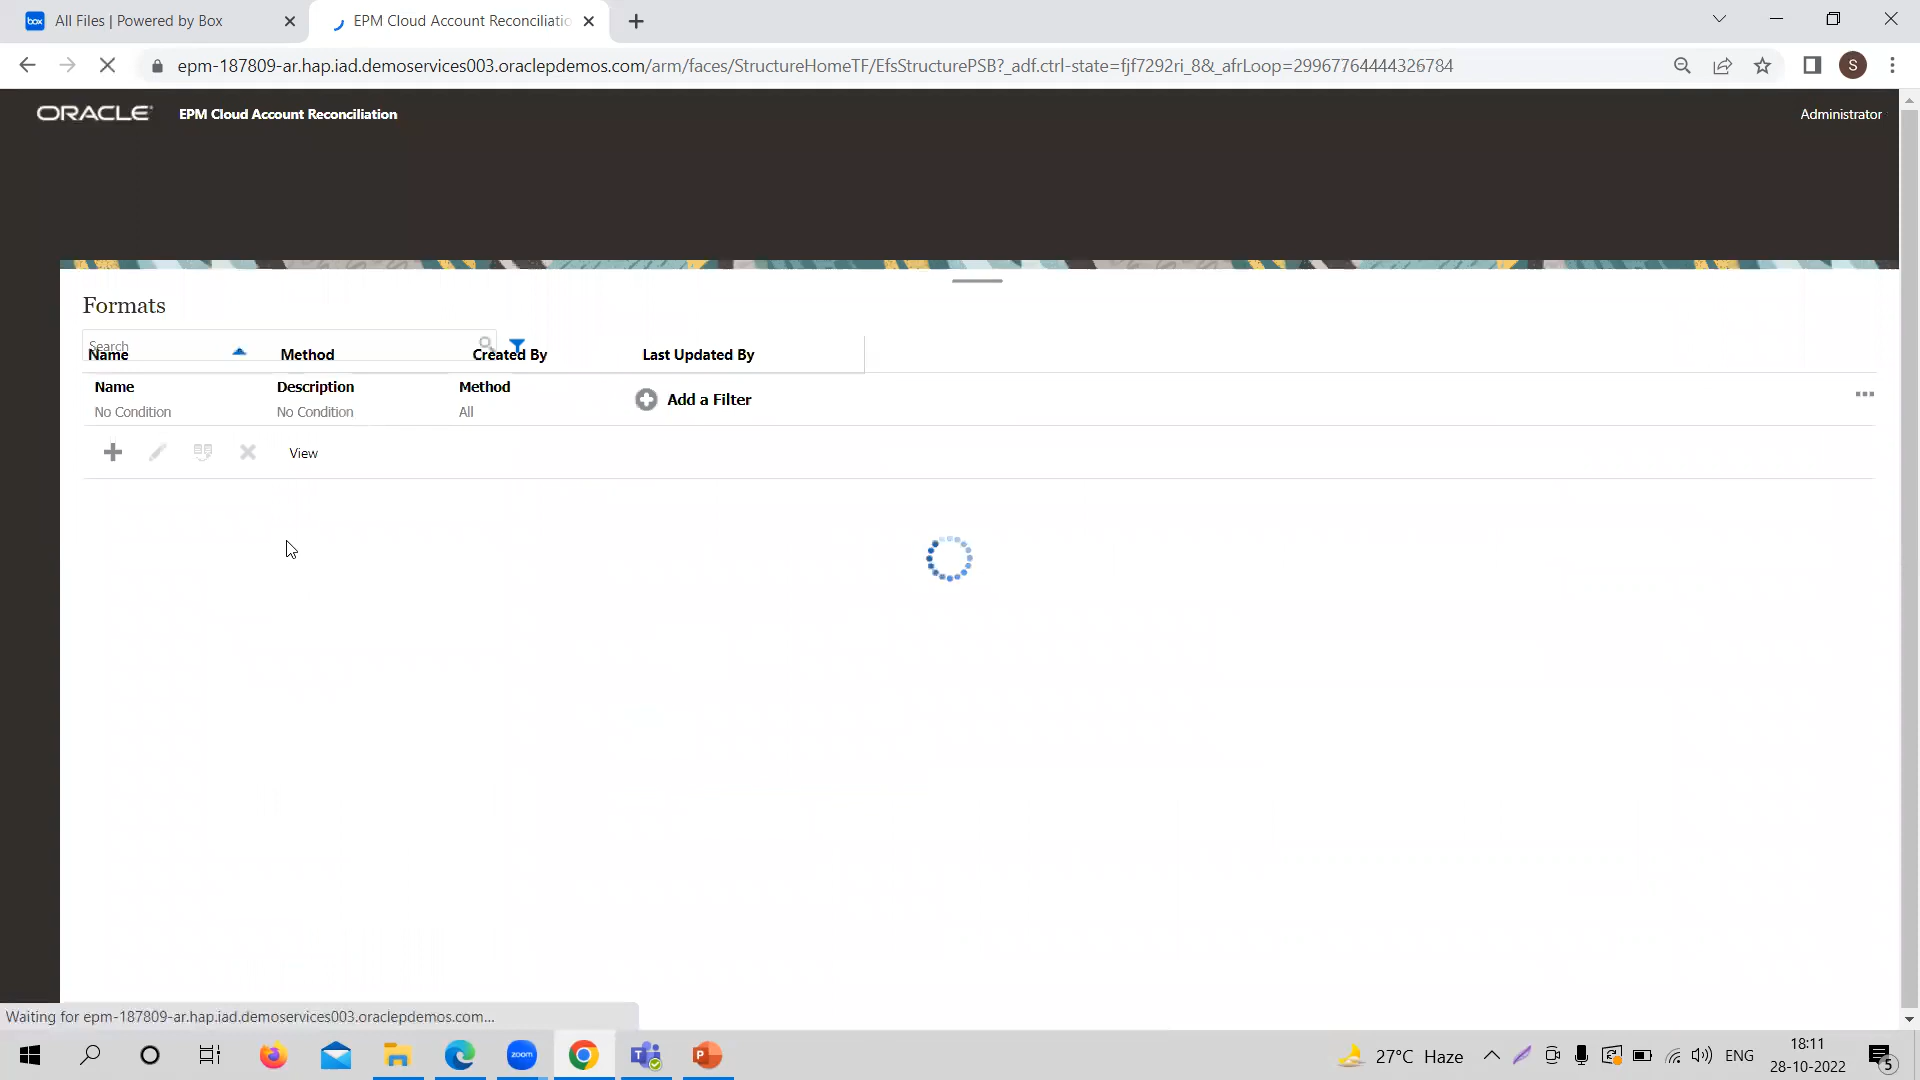 box All Files | Powered by Box
EPM Cloud Account Reconciliatio
epm-187809-ar.hap.iad.demoservices003.oraclepdemos.com/arm/faces/StructureHomeTF/EfsStructurePSB?_adf.ctrl-state=fjf7292ri_8&_afrLoop=29967764444326784
S
ORACLE EPM Cloud Account Reconciliation
Administrator
Formats
Search
Name Method Created By Last Updated By
Name Description Method
No Condition No Condition All
Add a Filter
View
Waiting for epm-187809-ar.hap.iad.demoservices003.oraclepdemos.com...
zoom
27°C Haze
ENG
18:11
28-10-2022
5